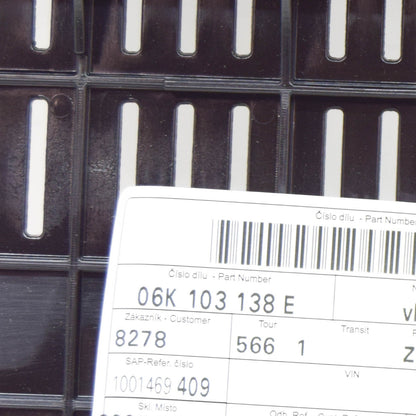 Číslo dílu - Part Number
Číslo dílu - Part Number
06K 103 138 E
Zákazník - Customer Tour Transit
8278 566 1
SAP-Refer. číslo VIN
1001469 409
Skl. Místo